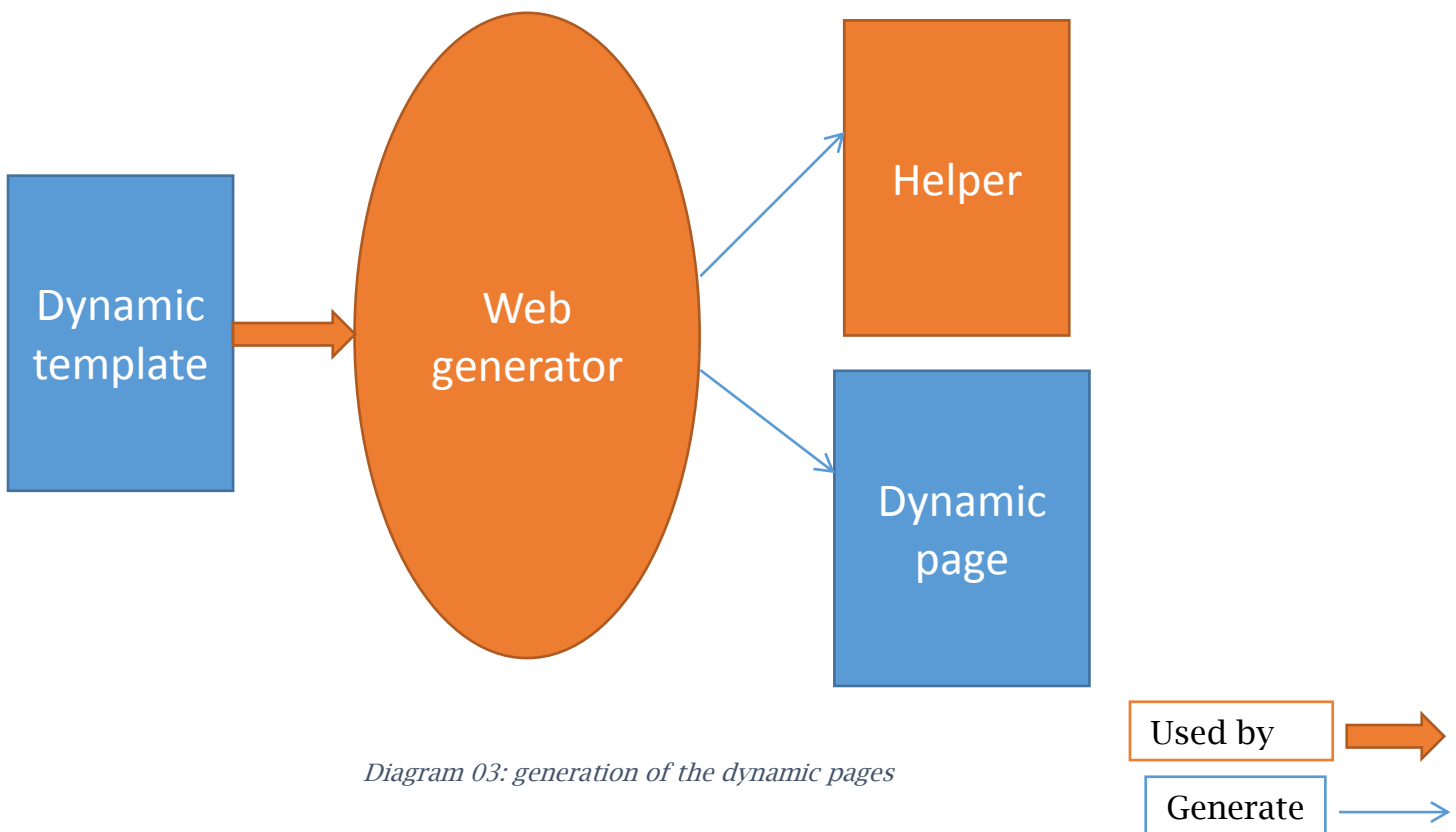 Dynamic
template
Web
generator
Helper
Dynamic
page
Used by
Diagram 03: generation of the dynamic pages
Generate